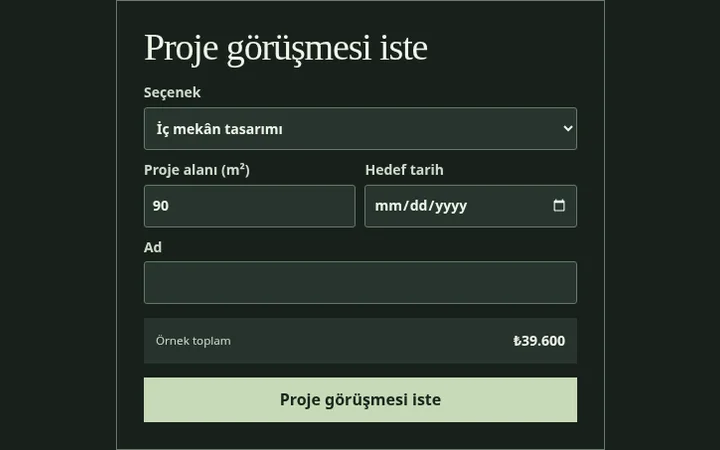 Proje görüşmesi iste
Seçenek
İç mekân tasarımı
Proje alanı (m²) Hedef tarih
90 mm/dd/yyyy
Ad
Örnek toplam ₺39.600
Proje görüşmesi iste